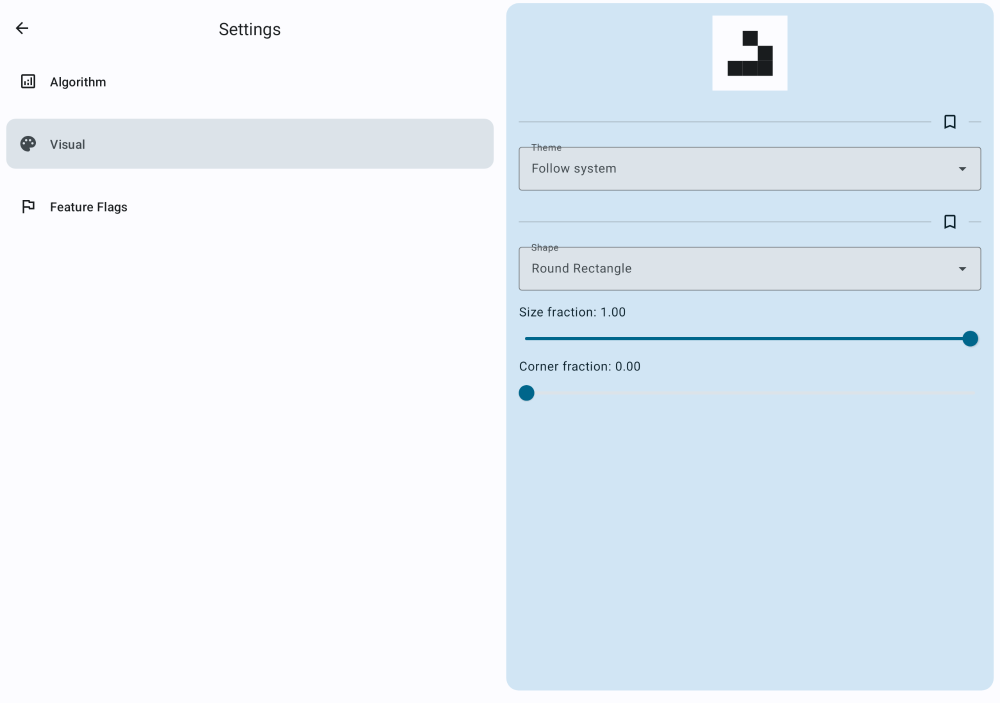 Settings
Algorithm
Visual
Feature Flags
Theme
Follow system
Shape
Round Rectangle
Size fraction: 1.00
Corner fraction: 0.00